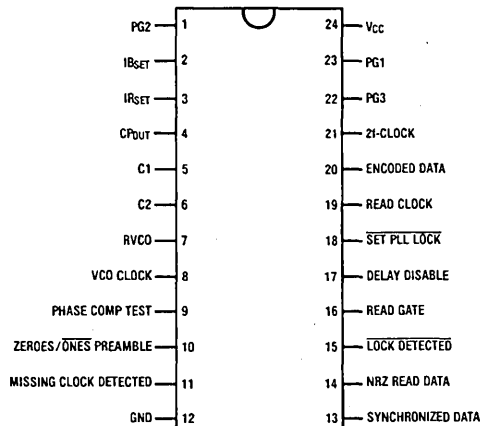 PG2 1 24 VCC
IBSET 2 23 PG1
IRSET 3 22 PG3
CPOUT 4 21 2f-CLOCK
C1 5 20 ENCODED DATA
C2 6 19 READ CLOCK
RVCO 7 18 SET PLL LOCK
VCO CLOCK 8 17 DELAY DISABLE
PHASE COMP TEST 9 16 READ GATE
ZEROES/ONES PREAMBLE 10 15 LOCK DETECTED
MISSING CLOCK DETECTED 11 14 NRZ READ DATA
GND 12 13 SYNCHRONIZED DATA